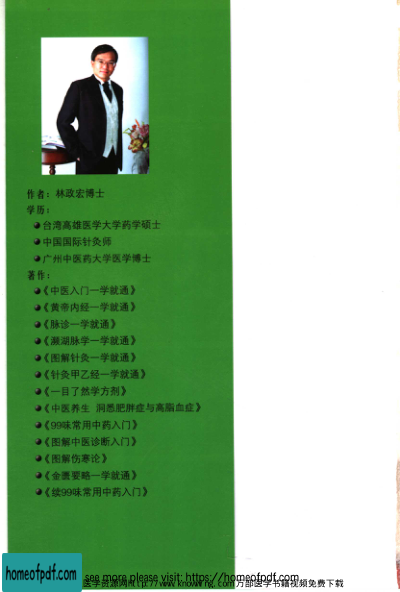 作者：林政宏博士
学历：
●台湾高雄医学大学药学硕士
●中国国际针灸师
●广州中医药大学医学博士
著作：
●《中医入门一学就通》
●《黄帝内经一学就通》
●《脉诊一学就通》
●《濒湖脉学一学就通》
●《图解针灸一学就通》
●《针灸甲乙经一学就通》
●《一目了然学方剂》
●《中医养生 洞悉肥胖症与高脂血症》
●《99味常用中药入门》
●《图解中医诊断入门》
●《图解伤寒论》
●《金匮要略一学就通》
●《续99味常用中药入门》
see more please visit: https://homeofpdf.com
医学资源网http://www.knowling.com 万部医学书籍视频免费下载
homeofpdf.com